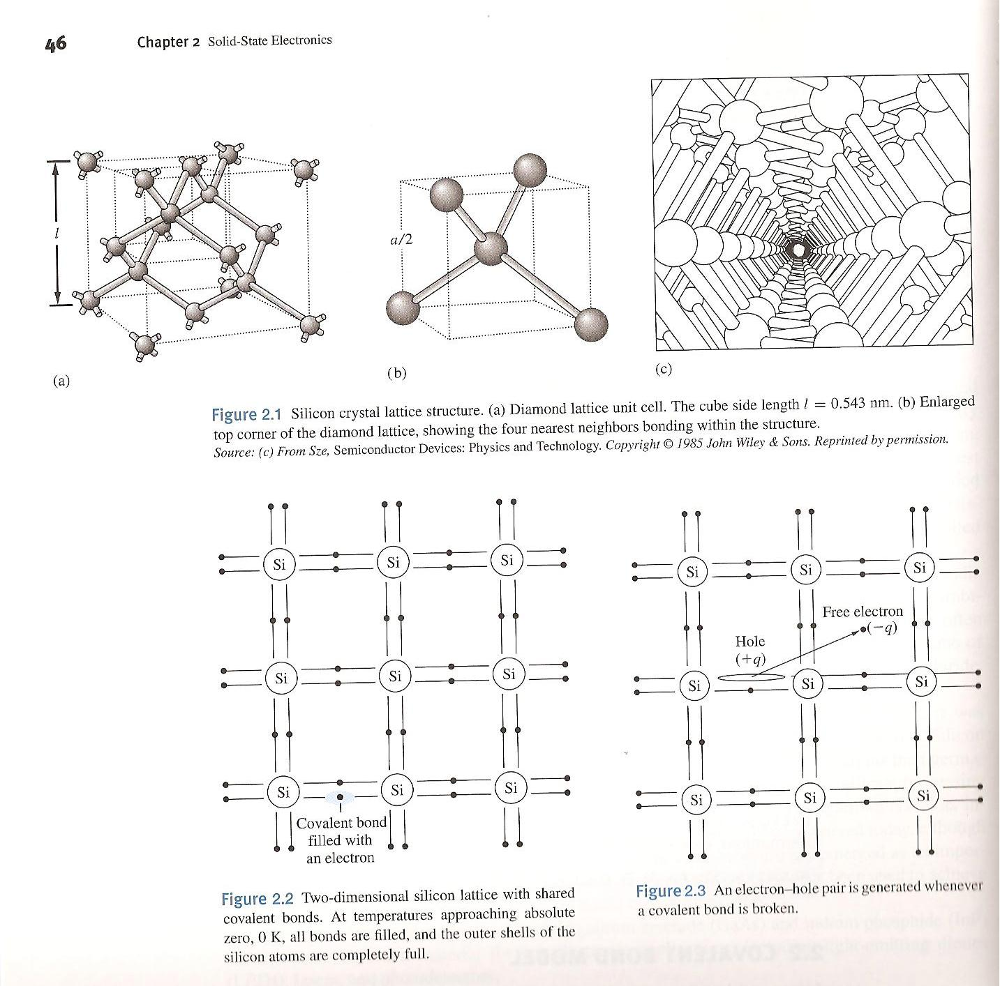 46
Chapter 2 Solid-State Electronics
l
a/2
(a)
(b)
(c)
Figure 2.1 Silicon crystal lattice structure. (a) Diamond lattice unit cell. The cube side length l = 0.543 nm. (b) Enlarged
top corner of the diamond lattice, showing the four nearest neighbors bonding within the structure.
Source: (c) From Sze, Semiconductor Devices: Physics and Technology. Copyright © 1985 John Wiley & Sons. Reprinted by permission.
Si Si Si
Si Si Si
Si Si Si
Covalent bond
filled with
an electron
Figure 2.2 Two-dimensional silicon lattice with shared
covalent bonds. At temperatures approaching absolute
zero, 0 K, all bonds are filled, and the outer shells of the
silicon atoms are completely full.
Si Si Si
Free electron
(−q)
Hole
(+q)
Si Si Si
Si Si Si
Figure 2.3 An electron–hole pair is generated whenever
a covalent bond is broken.